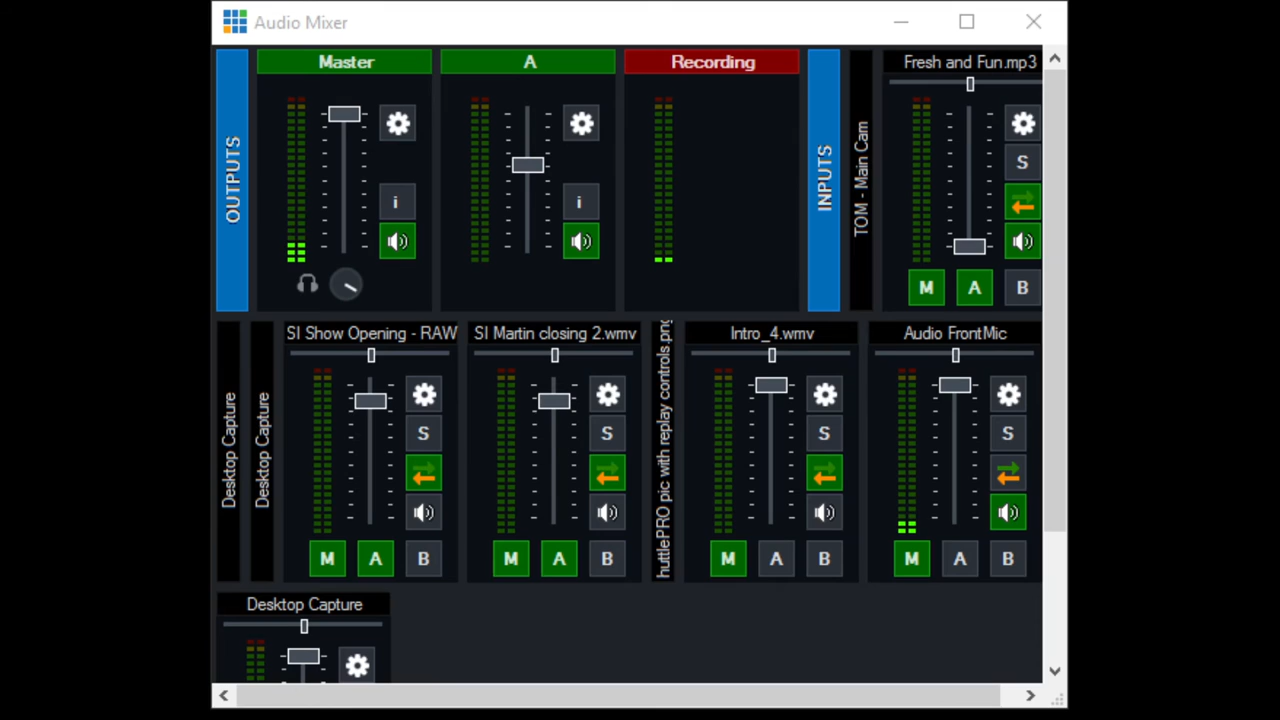 Audio Mixer
OUTPUTS
Master
A
Recording
INPUTS
TOM - Main Cam
Fresh and Fun.mp3
i
i
S
M A B
Desktop Capture
Desktop Capture
SI Show Opening - RAW
SI Martin closing 2.wmv
huttlePRO pic with replay controls.png
Intro_4.wmv
Audio FrontMic
S
S
S
S
M A B
M A B
M A B
M A B
Desktop Capture